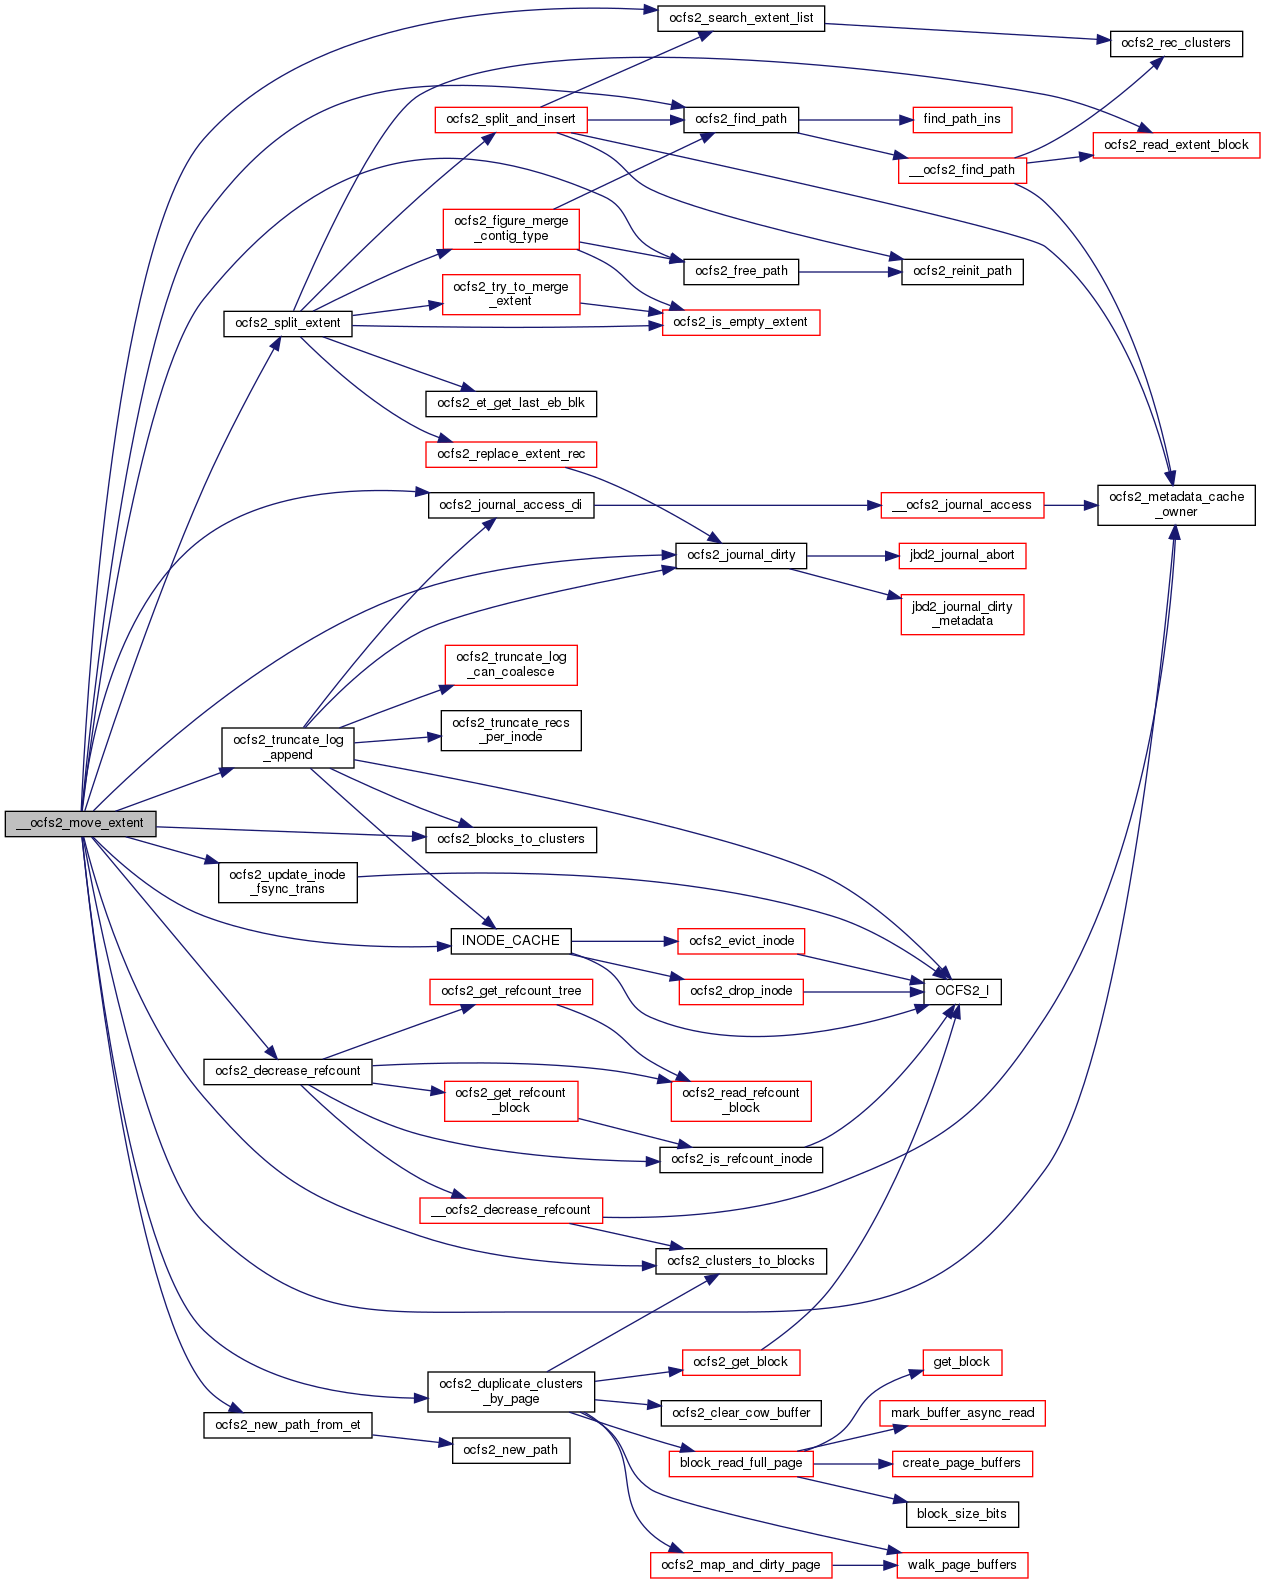 ocfs2_search_extent_list
ocfs2_rec_clusters
ocfs2_split_and_insert
ocfs2_find_path
find_path_ins
ocfs2_read_extent_block
__ocfs2_find_path
ocfs2_figure_merge
_contig_type
ocfs2_free_path
ocfs2_reinit_path
ocfs2_try_to_merge
_extent
ocfs2_split_extent
ocfs2_is_empty_extent
ocfs2_et_get_last_eb_blk
ocfs2_replace_extent_rec
ocfs2_journal_access_di
__ocfs2_journal_access
ocfs2_metadata_cache
_owner
ocfs2_journal_dirty
jbd2_journal_abort
jbd2_journal_dirty
_metadata
ocfs2_truncate_log
_can_coalesce
ocfs2_truncate_recs
_per_inode
ocfs2_truncate_log
_append
__ocfs2_move_extent
ocfs2_blocks_to_clusters
ocfs2_update_inode
_fsync_trans
INODE_CACHE
ocfs2_evict_inode
ocfs2_drop_inode
OCFS2_I
ocfs2_get_refcount_tree
ocfs2_decrease_refcount
ocfs2_get_refcount
_block
ocfs2_read_refcount
_block
ocfs2_is_refcount_inode
__ocfs2_decrease_refcount
ocfs2_clusters_to_blocks
ocfs2_get_block
get_block
ocfs2_duplicate_clusters
_by_page
ocfs2_clear_cow_buffer
mark_buffer_async_read
ocfs2_new_path_from_et
ocfs2_new_path
block_read_full_page
create_page_buffers
block_size_bits
ocfs2_map_and_dirty_page
walk_page_buffers